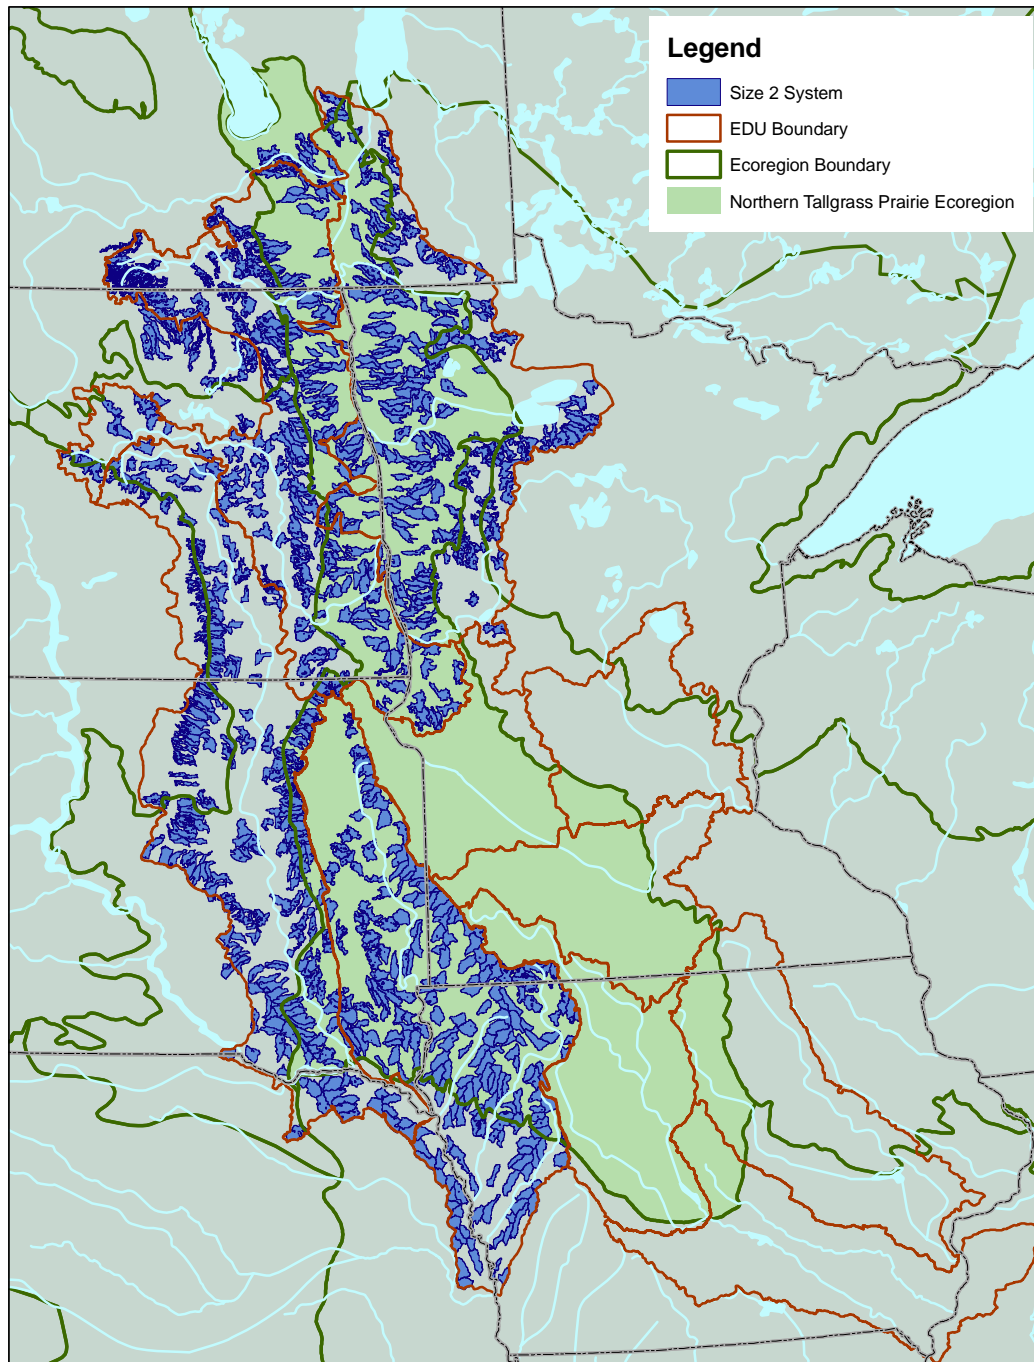 Legend
Size 2 System
EDU Boundary
Ecoregion Boundary
Northern Tallgrass Prairie Ecoregion